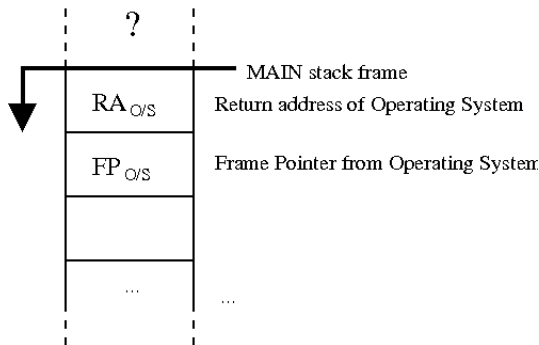 ?
MAIN stack frame
RA O/S Return address of Operating System
FP O/S Frame Pointer from Operating System
... ...